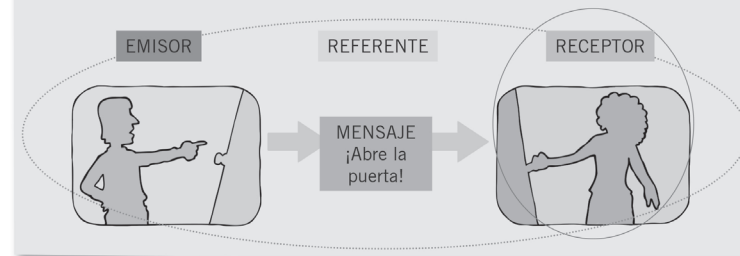 EMISOR
REFERENTE
RECEPTOR
MENSAJE
¡Abre la
puerta!